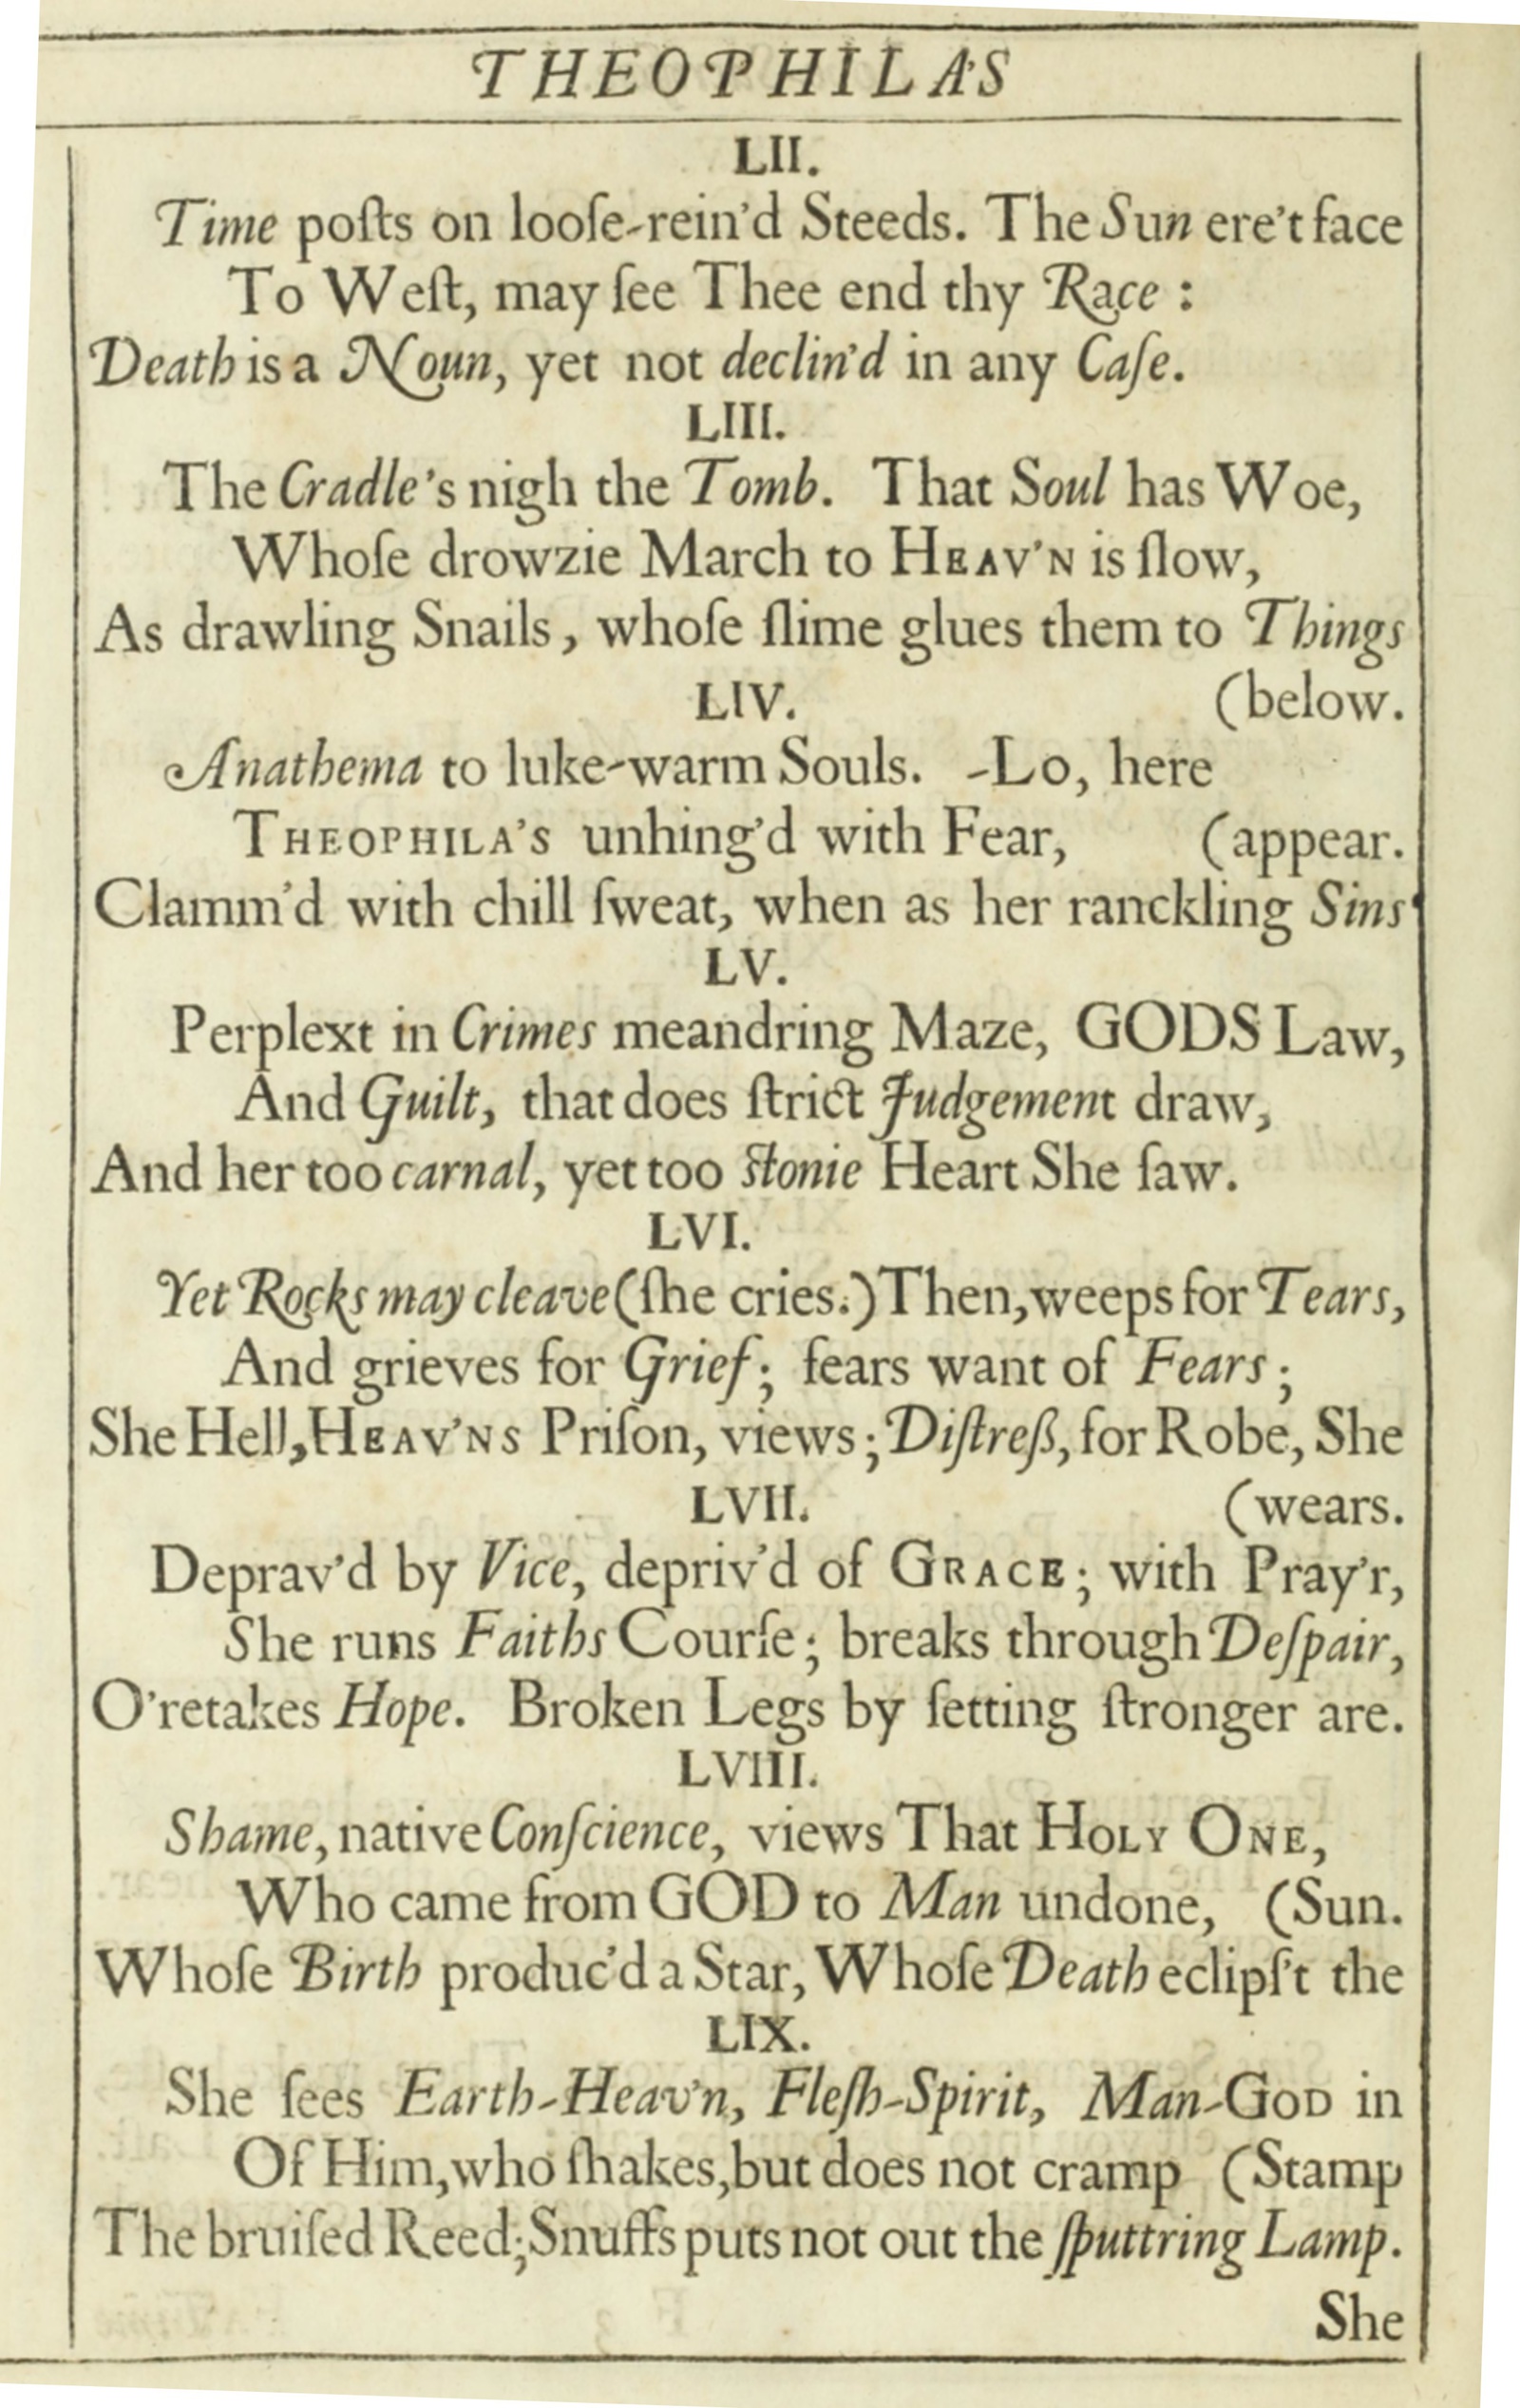 THEOPHILA'S
LII.
Time poſts on looſe-rein'd Steeds. The Sun ere't face
To Weſt, may ſee Thee end thy Race :
Death is a Noun, yet not declin'd in any Caſe.
LIII.
The Cradle's nigh the Tomb. That Soul has Woe,
Whoſe drowzie March to HEAV'N is ſlow,
As drawling Snails, whoſe ſlime glues them to Things
LIV. (below.
Anathema to luke-warm Souls. -Lo, here
THEOPHILA'S unhing'd with Fear, (appear.
Clamm'd with chill ſweat, when as her ranckling Sins
LV.
Perplext in Crimes meandring Maze, GODS Law,
And Guilt, that does ſtrict Judgement draw,
And her too carnal, yet too ſtonie Heart She ſaw.
LVI.
Yet Rocks may cleave (ſhe cries.) Then, weeps for Tears,
And grieves for Grief; fears want of Fears;
She Hell, HEAV'NS Priſon, views; Diſtreß, for Robe, She
LVII. (wears.
Deprav'd by Vice, depriv'd of GRACE; with Pray'r,
She runs Faiths Courſe; breaks through Deſpair,
O'retakes Hope. Broken Legs by ſetting ſtronger are.
LVIII.
Shame, native Conſcience, views That HOLY ONE,
Who came from GOD to Man undone, (Sun.
Whoſe Birth produc'd a Star, Whoſe Death eclipſ't the
LIX.
She ſees Earth-Heav'n, Fleſh-Spirit, Man-GOD in
Of Him, who ſhakes, but does not cramp (Stamp
The bruiſed Reed; Snuffs puts not out the ſputtring Lamp.
She